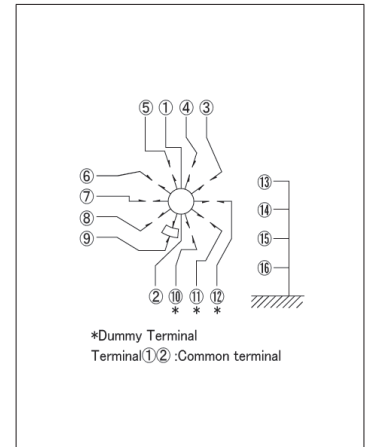 ⑤ ① ④ ③
⑥
⑦
⑧
⑨
⑬
⑭
⑮
⑯
② ⑩ ⑪ ⑫
* * *
*Dummy Terminal
Terminal①② :Common terminal